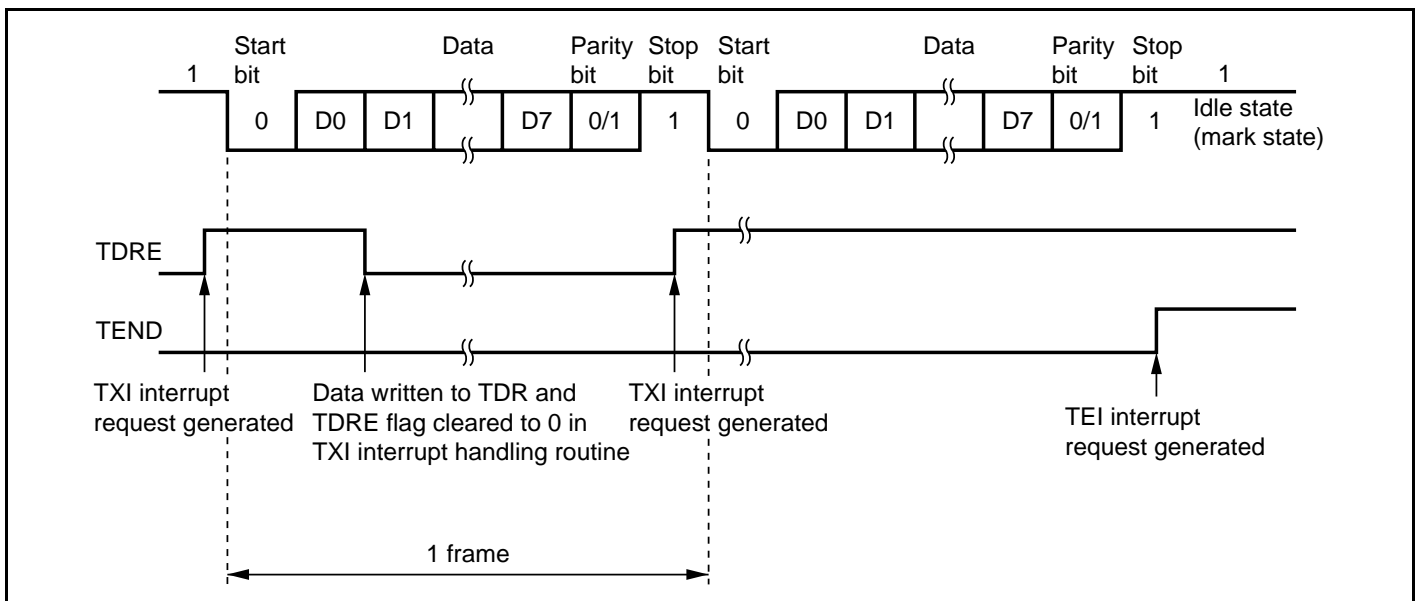 Start bit
Data
Parity bit
Stop bit
Start bit
Data
Parity bit
Stop bit
1
1
0
D0
D1
D7
0/1
1
0
D0
D1
D7
0/1
1
Idle state
(mark state)
TDRE
TEND
TXI interrupt
request generated
Data written to TDR and
TDRE flag cleared to 0 in
TXI interrupt handling routine
TXI interrupt
request generated
TEI interrupt
request generated
1 frame